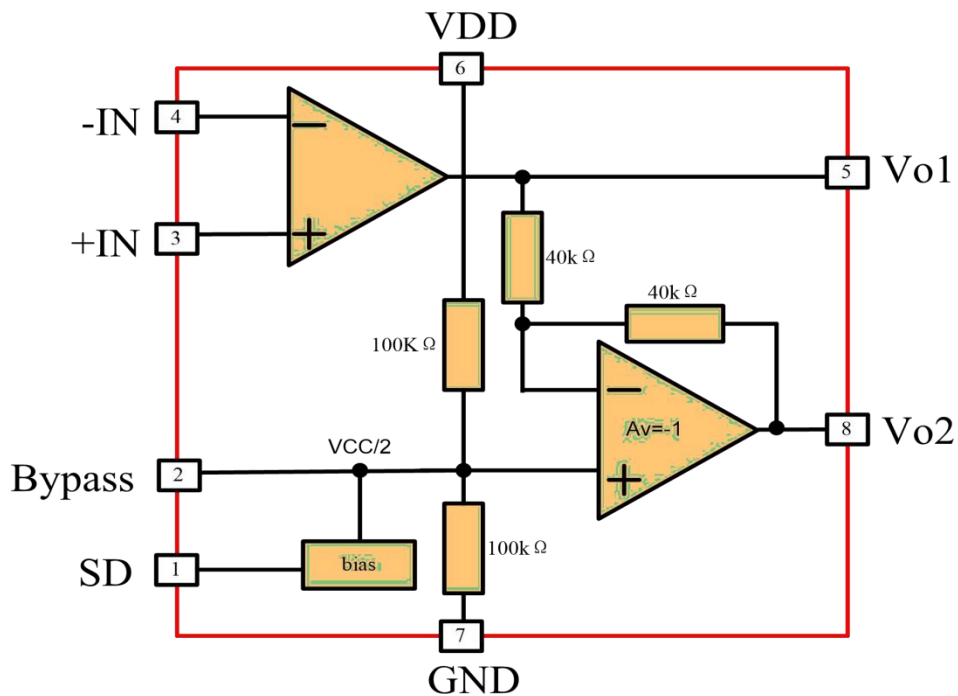 VDD
6
-IN
4
Vo1
5
+IN
3
40k Ω
40k Ω
100K Ω
Av=-1
8
Vo2
VCC/2
Bypass
2
100k Ω
bias
SD
1
7
GND